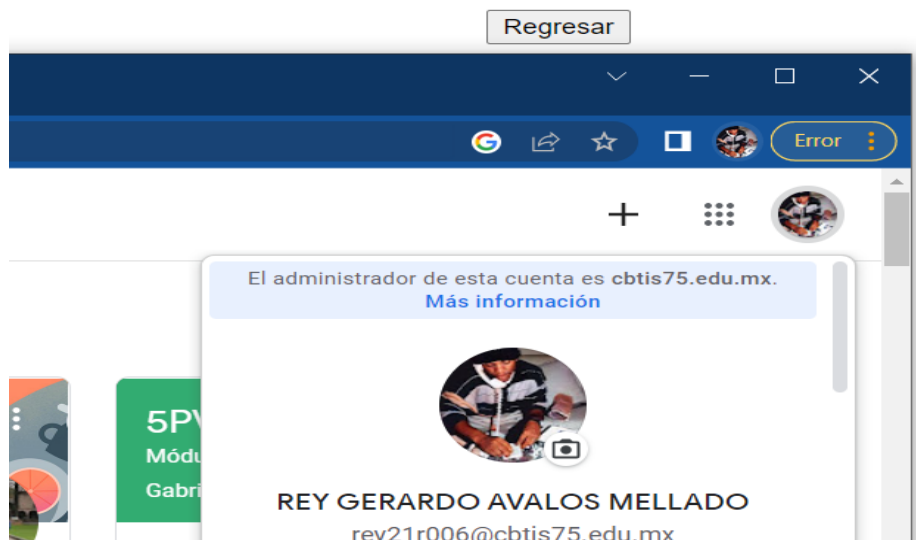 Regresar
Error
El administrador de esta cuenta es cbtis75.edu.mx.
Más información
5PV
Módu
Gabri
REY GERARDO AVALOS MELLADO
rey21r006@cbtis75.edu.mx